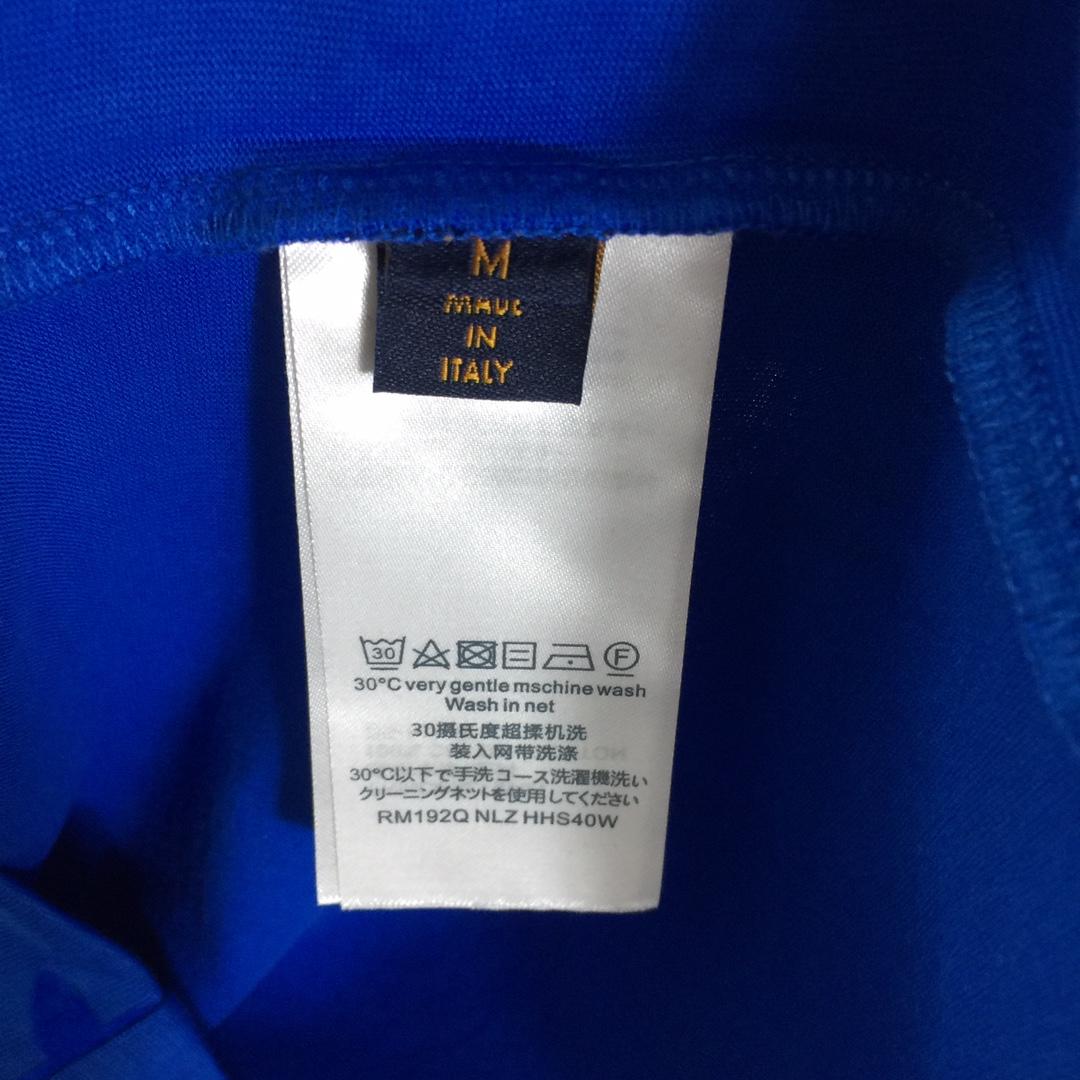 M
MADE
IN
ITALY
30
F
30°C very gentle mschine wash
Wash in net
30摄氏度超揉机洗
装入网带洗涤
30°C以下で手洗コース洗濯機洗い
クリーニングネットを使用してください
RM192Q NLZ HHS40W